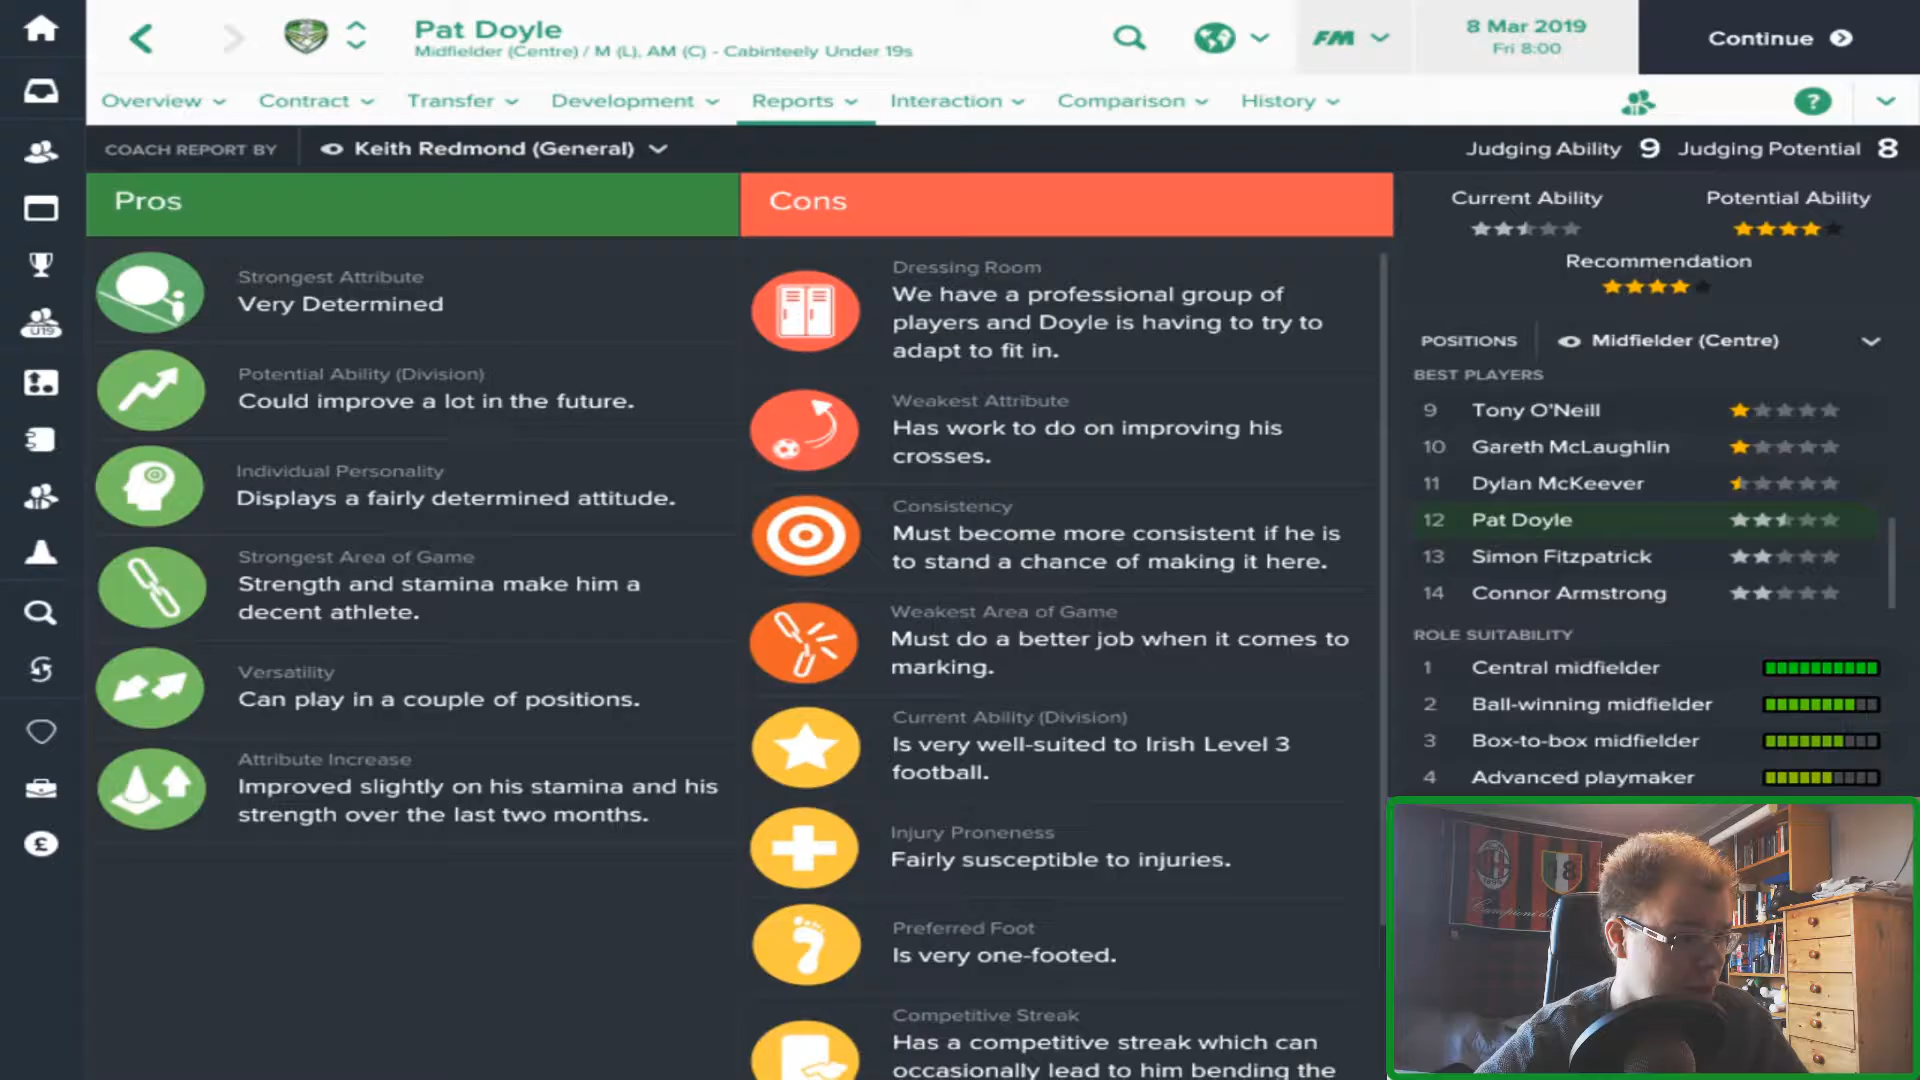 Pat Doyle
Midfielder (Centre) / M (L), AM (C) - Cabinteely Under 19s
FM
8 Mar 2019
Fri 8:00
Continue
Overview
Contract
Transfer
Development
Reports
Interaction
Comparison
History
?
COACH REPORT BY
Keith Redmond (General)
Judging Ability 9
Judging Potential 8
Pros
Strongest Attribute
Very Determined
Potential Ability (Division)
Could improve a lot in the future.
Individual Personality
Displays a fairly determined attitude.
Strongest Area of Game
Strength and stamina make him a
decent athlete.
Versatility
Can play in a couple of positions.
Attribute Increase
Improved slightly on his stamina and his
strength over the last two months.
Cons
Dressing Room
We have a professional group of
players and Doyle is having to try to
adapt to fit in.
Weakest Attribute
Has work to do on improving his
crosses.
Consistency
Must become more consistent if he is
to stand a chance of making it here.
Weakest Area of Game
Must do a better job when it comes to
marking.
Current Ability (Division)
Is very well-suited to Irish Level 3
football.
Injury Proneness
Fairly susceptible to injuries.
Preferred Foot
Is very one-footed.
Competitive Streak
Has a competitive streak which can
occasionally lead to him bending the
Current Ability
Potential Ability
Recommendation
POSITIONS
Midfielder (Centre)
BEST PLAYERS
9 Tony O'Neill
10 Gareth McLaughlin
11 Dylan McKeever
12 Pat Doyle
13 Simon Fitzpatrick
14 Connor Armstrong
ROLE SUITABILITY
1 Central midfielder
2 Ball-winning midfielder
3 Box-to-box midfielder
4 Advanced playmaker
U19
£
18